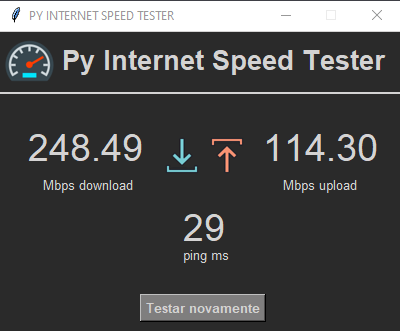 PY INTERNET SPEED TESTER
Py Internet Speed Tester
248.49
Mbps download
114.30
Mbps upload
29
ping ms
Testar novamente